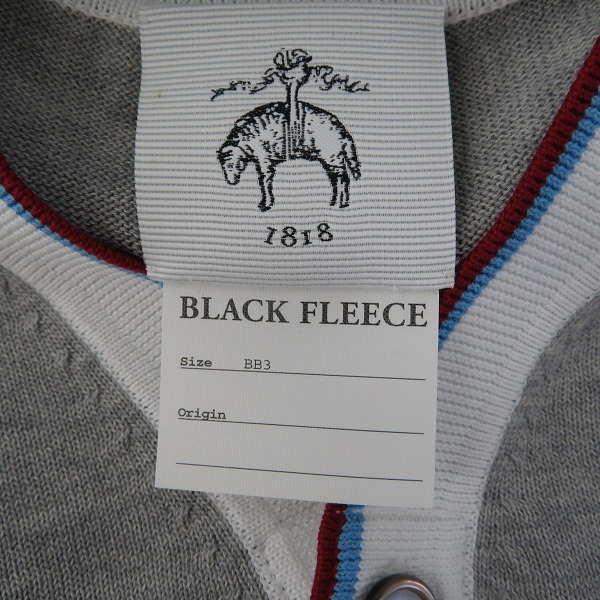 1818
BLACK FLEECE
Size BB3
Origin